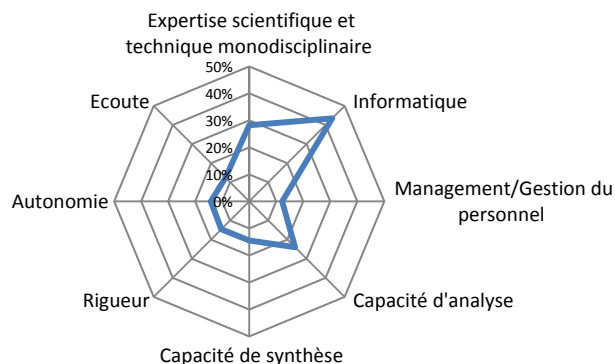 Expertise scientifique et
technique monodisciplinaire
50%
40%
30%
20%
10%
0%
Informatique
Management/Gestion du
personnel
Capacité d'analyse
Capacité de synthèse
Rigueur
Autonomie
Ecoute